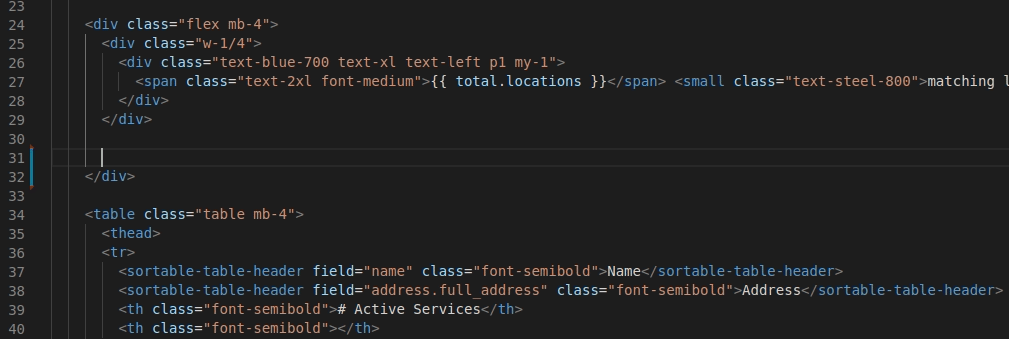 23
24 <div class="flex mb-4">
25 <div class="w-1/4">
26 <div class="text-blue-700 text-xl text-left p1 my-1">
27 <span class="text-2xl font-medium">{{ total.locations }}</span> <small class="text-steel-800">matching l
28 </div>
29 </div>
30
31
32 </div>
33
34 <table class="table mb-4">
35 <thead>
36 <tr>
37 <sortable-table-header field="name" class="font-semibold">Name</sortable-table-header>
38 <sortable-table-header field="address.full_address" class="font-semibold">Address</sortable-table-header>
39 <th class="font-semibold"># Active Services</th>
40 <th class="font-semibold"></th>